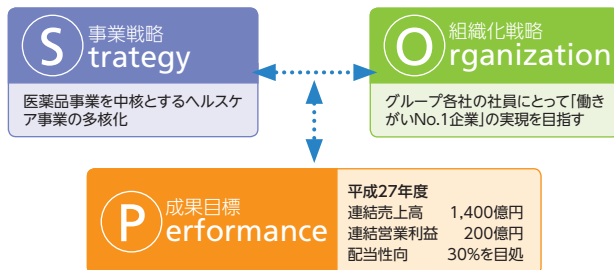 事業戦略
Strategy
医薬品事業を中核とするヘルスケ
ア事業の多核化
組織化戦略
Organization
グループ各社の社員にとって「働き
がいNo.1企業」の実現を目指す
成果目標
Performance
平成27年度
連結売上高 1,400億円
連結営業利益 200億円
配当性向 30%を目処